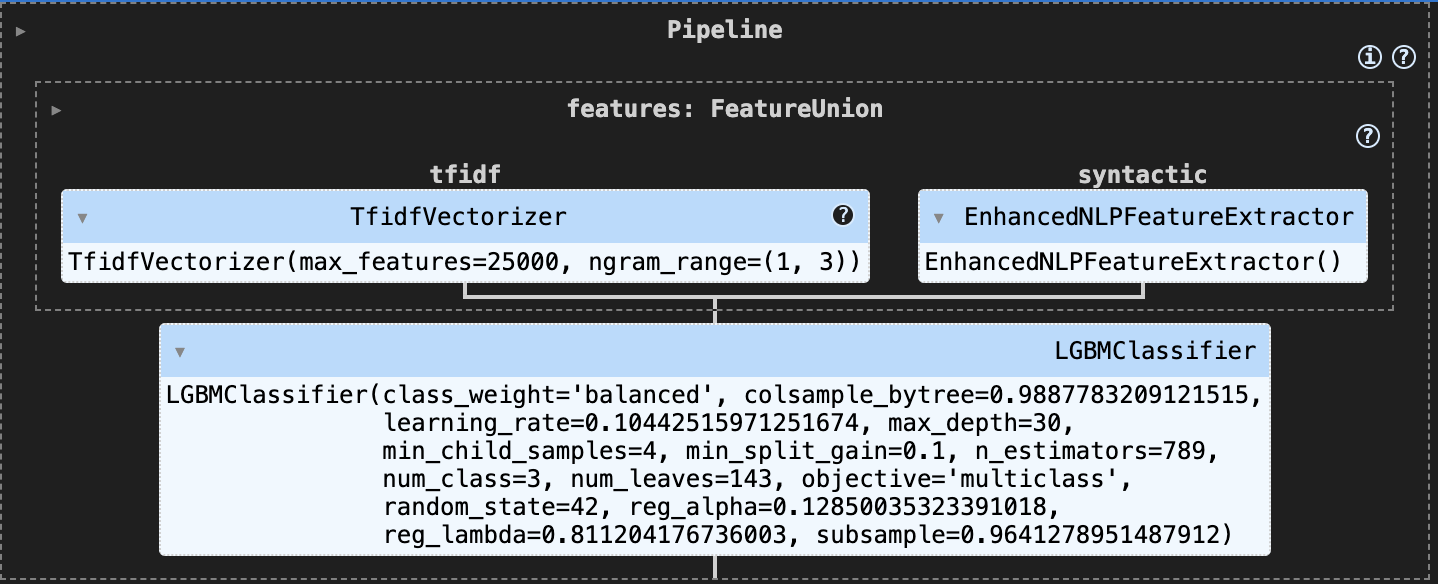 Pipeline
features: FeatureUnion
tfidf
TfidfVectorizer
TfidfVectorizer(max_features=25000, ngram_range=(1, 3))
syntactic
EnhancedNLPFeatureExtractor
EnhancedNLPFeatureExtractor()
LGBMClassifier
LGBMClassifier(class_weight='balanced', colsample_bytree=0.9887783209121515,
learning_rate=0.10442515971251674, max_depth=30,
min_child_samples=4, min_split_gain=0.1, n_estimators=789,
num_class=3, num_leaves=143, objective='multiclass',
random_state=42, reg_alpha=0.12850035323391018,
reg_lambda=0.811204176736003, subsample=0.9641278951487912)